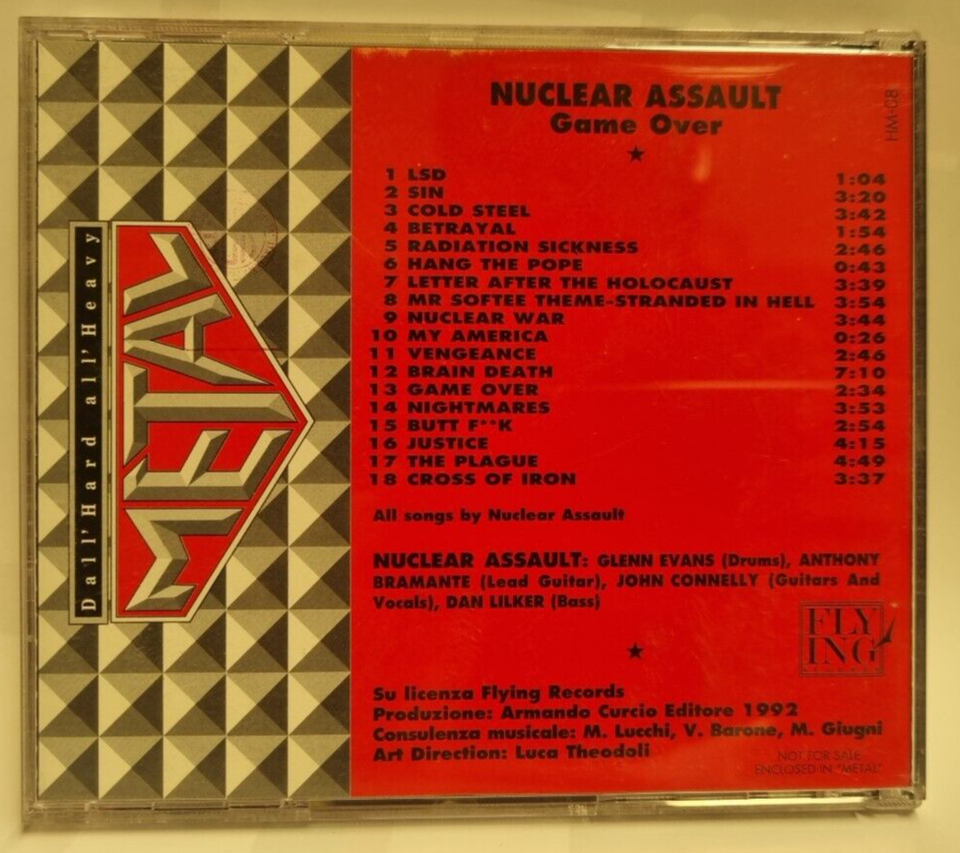 Dall'Hard all'Heavy
METAL
NUCLEAR ASSAULT
Game Over
HM-08
1 LSD 1:04
2 SIN 3:20
3 COLD STEEL 3:42
4 BETRAYAL 1:54
5 RADIATION SICKNESS 2:46
6 HANG THE POPE 0:43
7 LETTER AFTER THE HOLOCAUST 3:39
8 MR SOFTEE THEME-STRANDED IN HELL 3:54
9 NUCLEAR WAR 3:44
10 MY AMERICA 0:26
11 VENGEANCE 2:46
12 BRAIN DEATH 7:10
13 GAME OVER 2:34
14 NIGHTMARES 3:53
15 BUTT F**K 2:54
16 JUSTICE 4:15
17 THE PLAGUE 4:49
18 CROSS OF IRON 3:37
All songs by Nuclear Assault
NUCLEAR ASSAULT: GLENN EVANS (Drums), ANTHONY
BRAMANTE (Lead Guitar), JOHN CONNELLY (Guitars And
Vocals), DAN LILKER (Bass)
FLY
ING
Su licenza Flying Records
Produzione: Armando Curcio Editore 1992
Consulenza musicale: M. Lucchi, V. Barone, M. Giugni
Art Direction: Luca Theodoli
NOT FOR SALE
ENCLOSED IN "METAL"